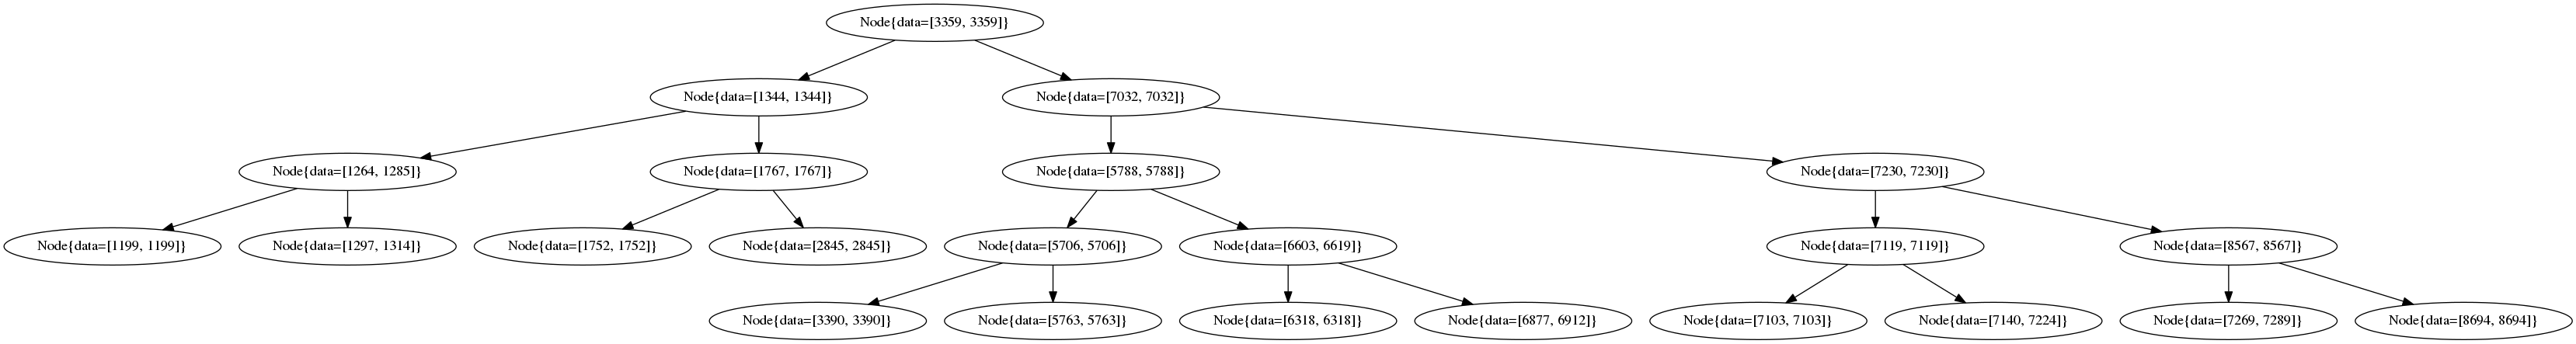 Node{data=[3359, 3359]}
Node{data=[1344, 1344]}
Node{data=[7032, 7032]}
Node{data=[1264, 1285]}
Node{data=[1767, 1767]}
Node{data=[5788, 5788]}
Node{data=[7230, 7230]}
Node{data=[1199, 1199]}
Node{data=[1297, 1314]}
Node{data=[1752, 1752]}
Node{data=[2845, 2845]}
Node{data=[5706, 5706]}
Node{data=[6603, 6619]}
Node{data=[7119, 7119]}
Node{data=[8567, 8567]}
Node{data=[3390, 3390]}
Node{data=[5763, 5763]}
Node{data=[6318, 6318]}
Node{data=[6877, 6912]}
Node{data=[7103, 7103]}
Node{data=[7140, 7224]}
Node{data=[7269, 7289]}
Node{data=[8694, 8694]}